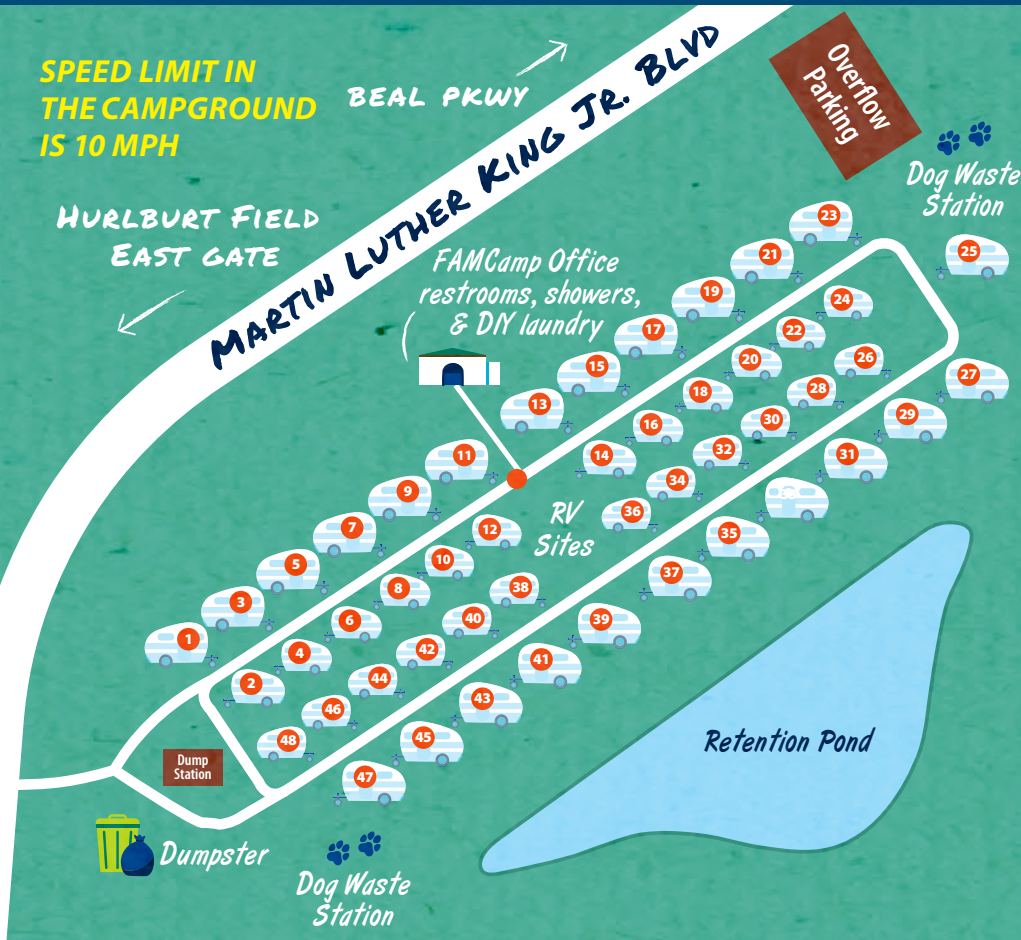 SPEED LIMIT IN
THE CAMPGROUND
IS 10 MPH
BEAL PKWY
MARTIN LUTHER KING JR. BLVD
HURLBURT FIELD
EAST GATE
Overflow
Parking
Dog Waste
Station
FAMCamp Office
restrooms, showers,
& DIY laundry
23
21
25
19
24
17
22
15
20
26
27
13
18
28
29
16
30
11
14
32
31
9
34
36
RV
Sites
7
12
35
5
10
37
8
38
3
6
40
39
1
4
42
41
2
44
46
43
48
45
47
Retention Pond
Dump
Station
Dumpster
Dog Waste
Station